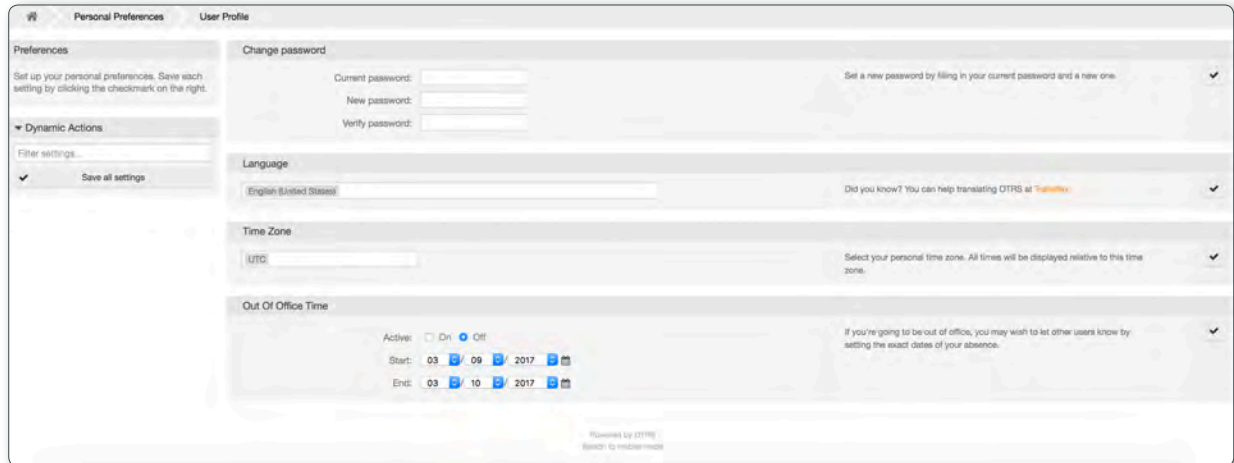 Personal Preferences
User Profile
Preferences
Set up your personal preferences. Save each
setting by clicking the checkmark on the right.
Dynamic Actions
Filter settings...
Save all settings
Change password
Current password:
New password:
Verify password:
Set a new password by filling in your current password and a new one.
Language
English (United States)
Did you know? You can help translating OTRS at Transifex.
Time Zone
UTC
Select your personal time zone. All times will be displayed relative to this time
zone.
Out Of Office Time
Active: On Off
Start: 03 / 09 / 2017
End: 03 / 10 / 2017
If you're going to be out of office, you may wish to let other users know by
setting the exact dates of your absence.
Powered by OTRS
Switch to mobile mode